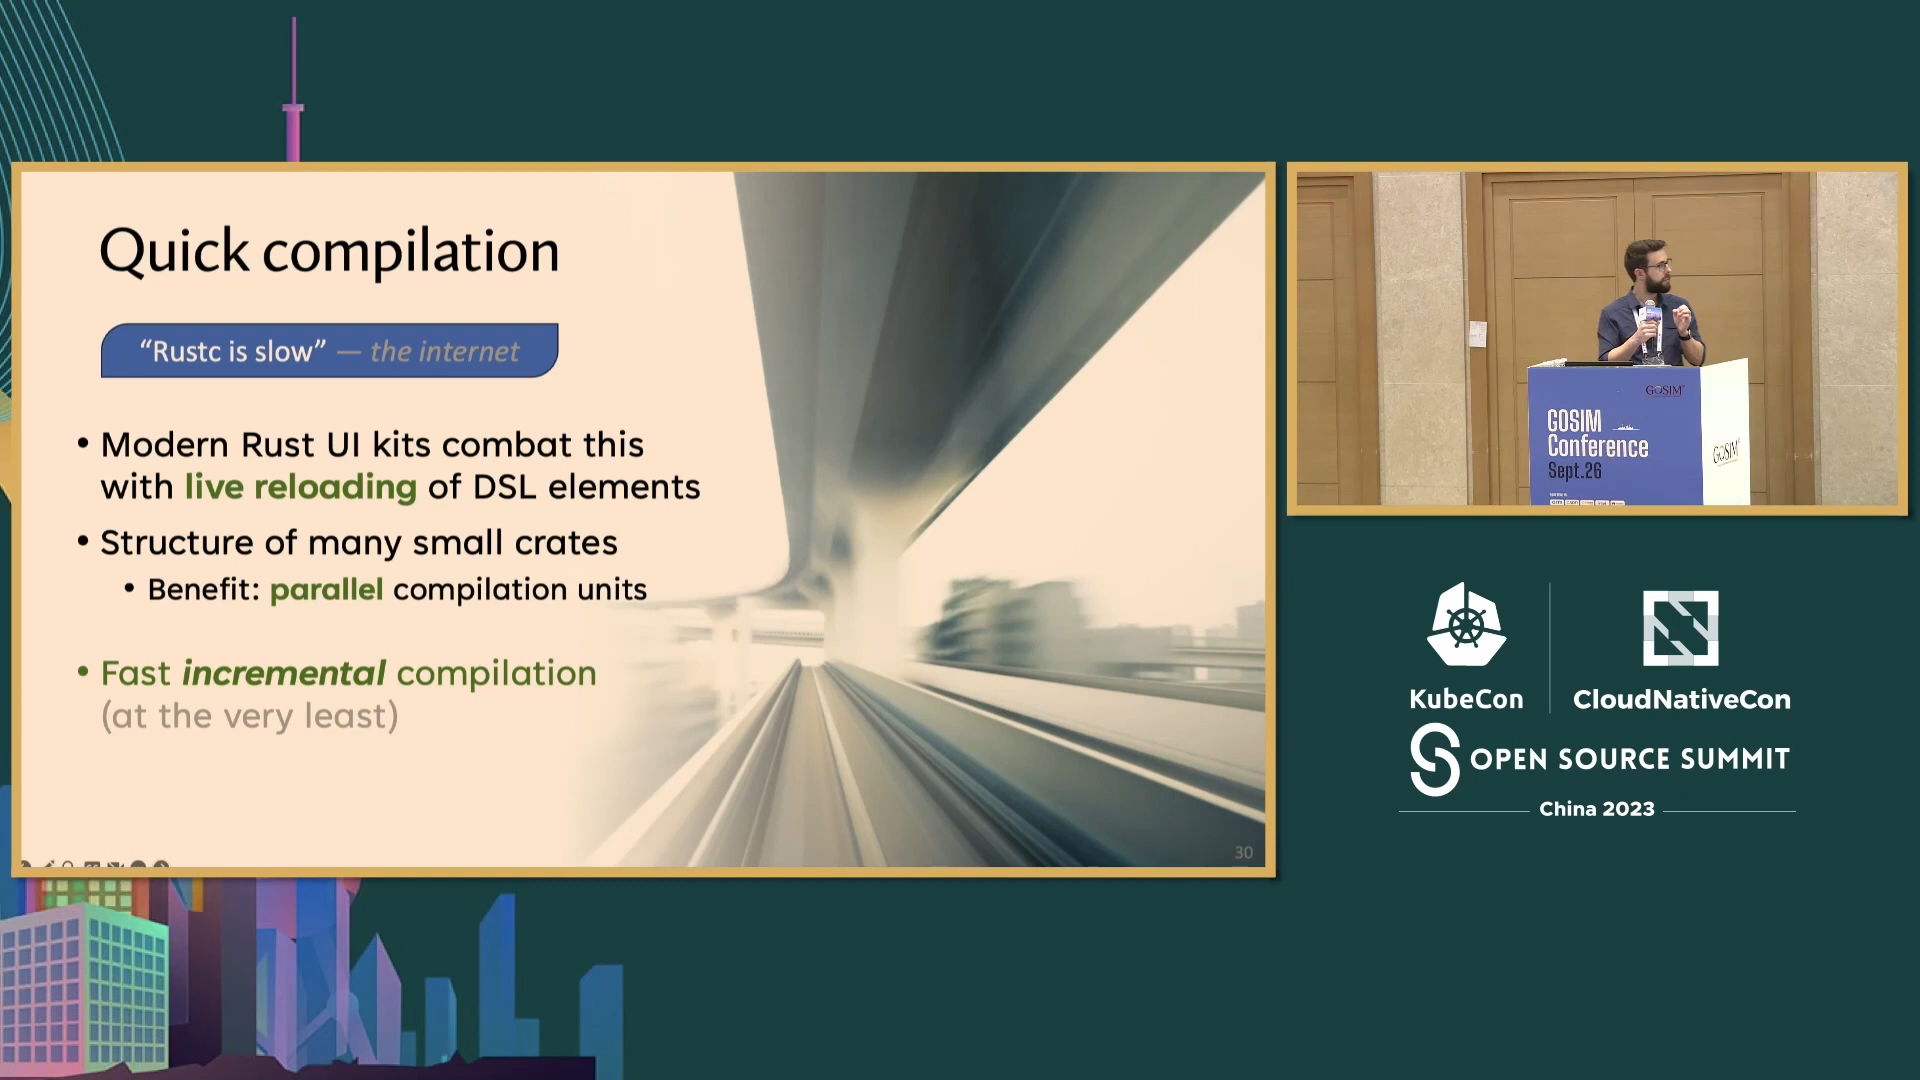 Quick compilation
“Rustc is slow” — the internet
• Modern Rust UI kits combat this
with live reloading of DSL elements
• Structure of many small crates
• Benefit: parallel compilation units
• Fast incremental compilation
(at the very least)
30
GOSIM
GOSIM
Conference
Sept.26
GOSIM
KubeCon
CloudNativeCon
OPEN SOURCE SUMMIT
China 2023